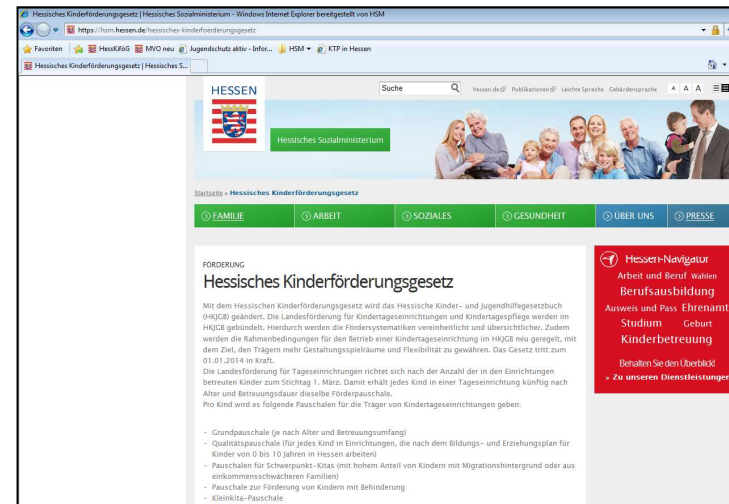 Hessisches Kinderförderungsgesetz | Hessisches Sozialministerium - Windows Internet Explorer bereitgestellt von HSM
https://hsm.hessen.de/hessisches-kinderfoerderungsgesetz
Favoriten HessKiföG MVO neu Jugendschutz aktiv - Infor... HSM KTP in Hessen
Hessisches Kinderförderungsgesetz | Hessisches S...
HESSEN
Suche
hessen.de Publikationen Leichte Sprache Gebärdensprache A A A
Hessisches Sozialministerium
Startseite » Hessisches Kinderförderungsgesetz
FAMILIE ARBEIT SOZIALES GESUNDHEIT ÜBER UNS PRESSE
FÖRDERUNG
Hessisches Kinderförderungsgesetz
Mit dem Hessischen Kinderförderungsgesetz wird das Hessische Kinder- und Jugendhilfegesetzbuch
(HKJGB) geändert. Die Landesförderung für Kindertageseinrichtungen und Kindertagespflege werden im
HKJGB gebündelt. Hierdurch werden die Fördersystematiken vereinheitlicht und übersichtlicher. Zudem
werden die Rahmenbedingungen für den Betrieb einer Kindertageseinrichtung im HKJGB neu geregelt, mit
dem Ziel, den Trägern mehr Gestaltungsspielräume und Flexibilität zu gewähren. Das Gesetz tritt zum
01.01.2014 in Kraft.
Die Landesförderung für Tageseinrichtungen richtet sich nach der Anzahl der in den Einrichtungen
betreuten Kinder zum Stichtag 1. März. Damit erhält jedes Kind in einer Tageseinrichtung künftig nach
Alter und Betreuungsdauer dieselbe Förderpauschale.
Pro Kind wird es folgende Pauschalen für die Träger von Kindertageseinrichtungen geben:
- Grundpauschale (je nach Alter und Betreuungsumfang)
- Qualitätspauschale (für jedes Kind in Einrichtungen, die nach dem Bildungs- und Erziehungsplan für
Kinder von 0 bis 10 Jahren in Hessen arbeiten)
- Pauschalen für Schwerpunkt-Kitas (mit hohem Anteil von Kindern mit Migrationshintergrund oder aus
einkommensschwächeren Familien)
- Pauschale zur Förderung von Kindern mit Behinderung
- Kleinkita-Pauschale
Hessen-Navigator
Arbeit und Beruf Wahlen
Berufsausbildung
Ausweis und Pass Ehrenamt
Studium Geburt
Kinderbetreuung
Behalten Sie den Überblick!
» Zu unseren Dienstleistungen